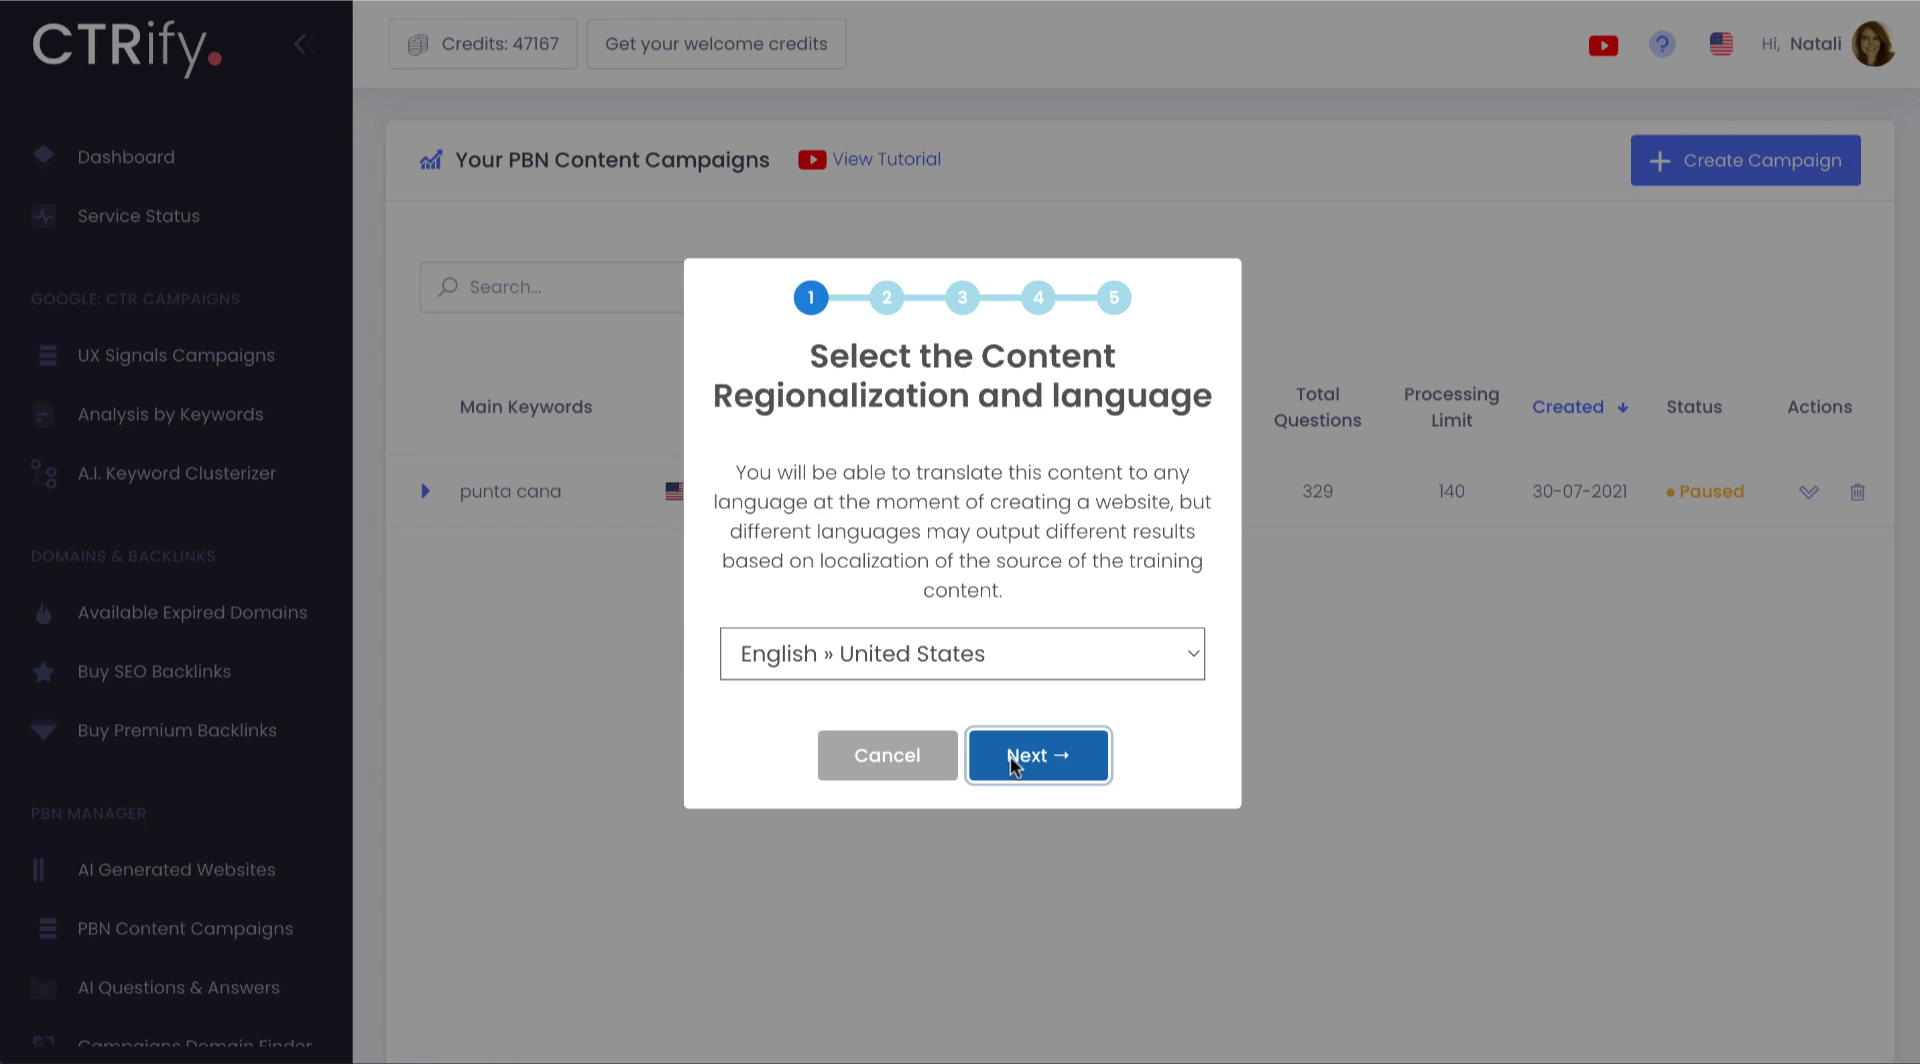 CTRify.
Credits: 47167
Get your welcome credits
?
Hi, Natali
Dashboard
Service Status
GOOGLE: CTR CAMPAIGNS
UX Signals Campaigns
Analysis by Keywords
A.I. Keyword Clusterizer
DOMAINS & BACKLINKS
Available Expired Domains
Buy SEO Backlinks
Buy Premium Backlinks
PBN MANAGER
AI Generated Websites
PBN Content Campaigns
AI Questions & Answers
Campaigns Domain Finder
Your PBN Content Campaigns
View Tutorial
+ Create Campaign
Search...
Main Keywords
Total
Questions
Processing
Limit
Created ↓
Status
Actions
punta cana
329
140
30-07-2021
Paused
1 2 3 4 5
Select the Content
Regionalization and language
You will be able to translate this content to any
language at the moment of creating a website, but
different languages may output different results
based on localization of the source of the training
content.
English » United States
Cancel
Next →